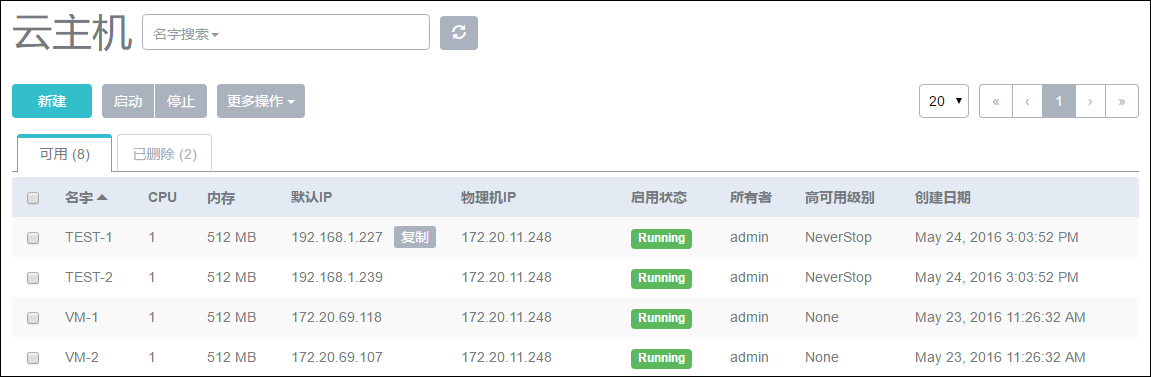 云主机 名字搜索
新建 启动 停止 更多操作 20 « ‹ 1 › »
可用 (8) 已删除 (2)
名字 CPU 内存 默认IP 物理机IP 启用状态 所有者 高可用级别 创建日期
TEST-1 1 512 MB 192.168.1.227 复制 172.20.11.248 Running admin NeverStop May 24, 2016 3:03:52 PM
TEST-2 1 512 MB 192.168.1.239 172.20.11.248 Running admin NeverStop May 24, 2016 3:03:52 PM
VM-1 1 512 MB 172.20.69.118 172.20.11.248 Running admin None May 23, 2016 11:26:32 AM
VM-2 1 512 MB 172.20.69.107 172.20.11.248 Running admin None May 23, 2016 11:26:32 AM